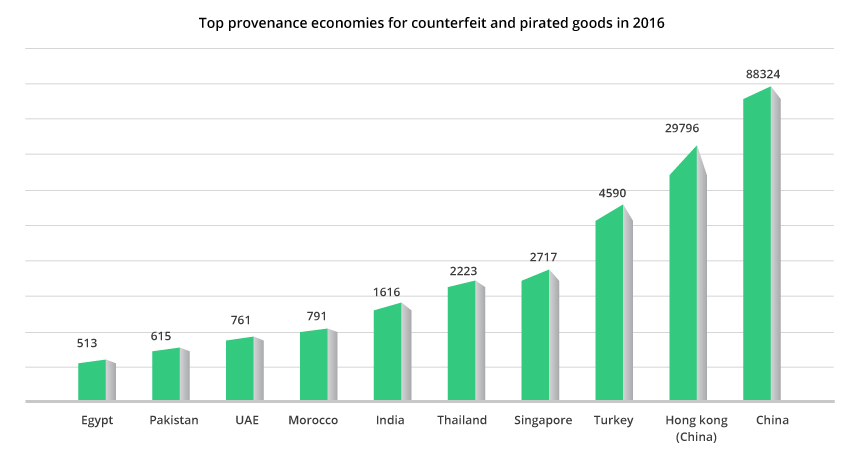 Top provenance economies for counterfeit and pirated goods in 2016
88324
29796
4590
2717
2223
1616
791
761
615
513
Egypt
Pakistan
UAE
Morocco
India
Thailand
Singapore
Turkey
Hong kong
(China)
China